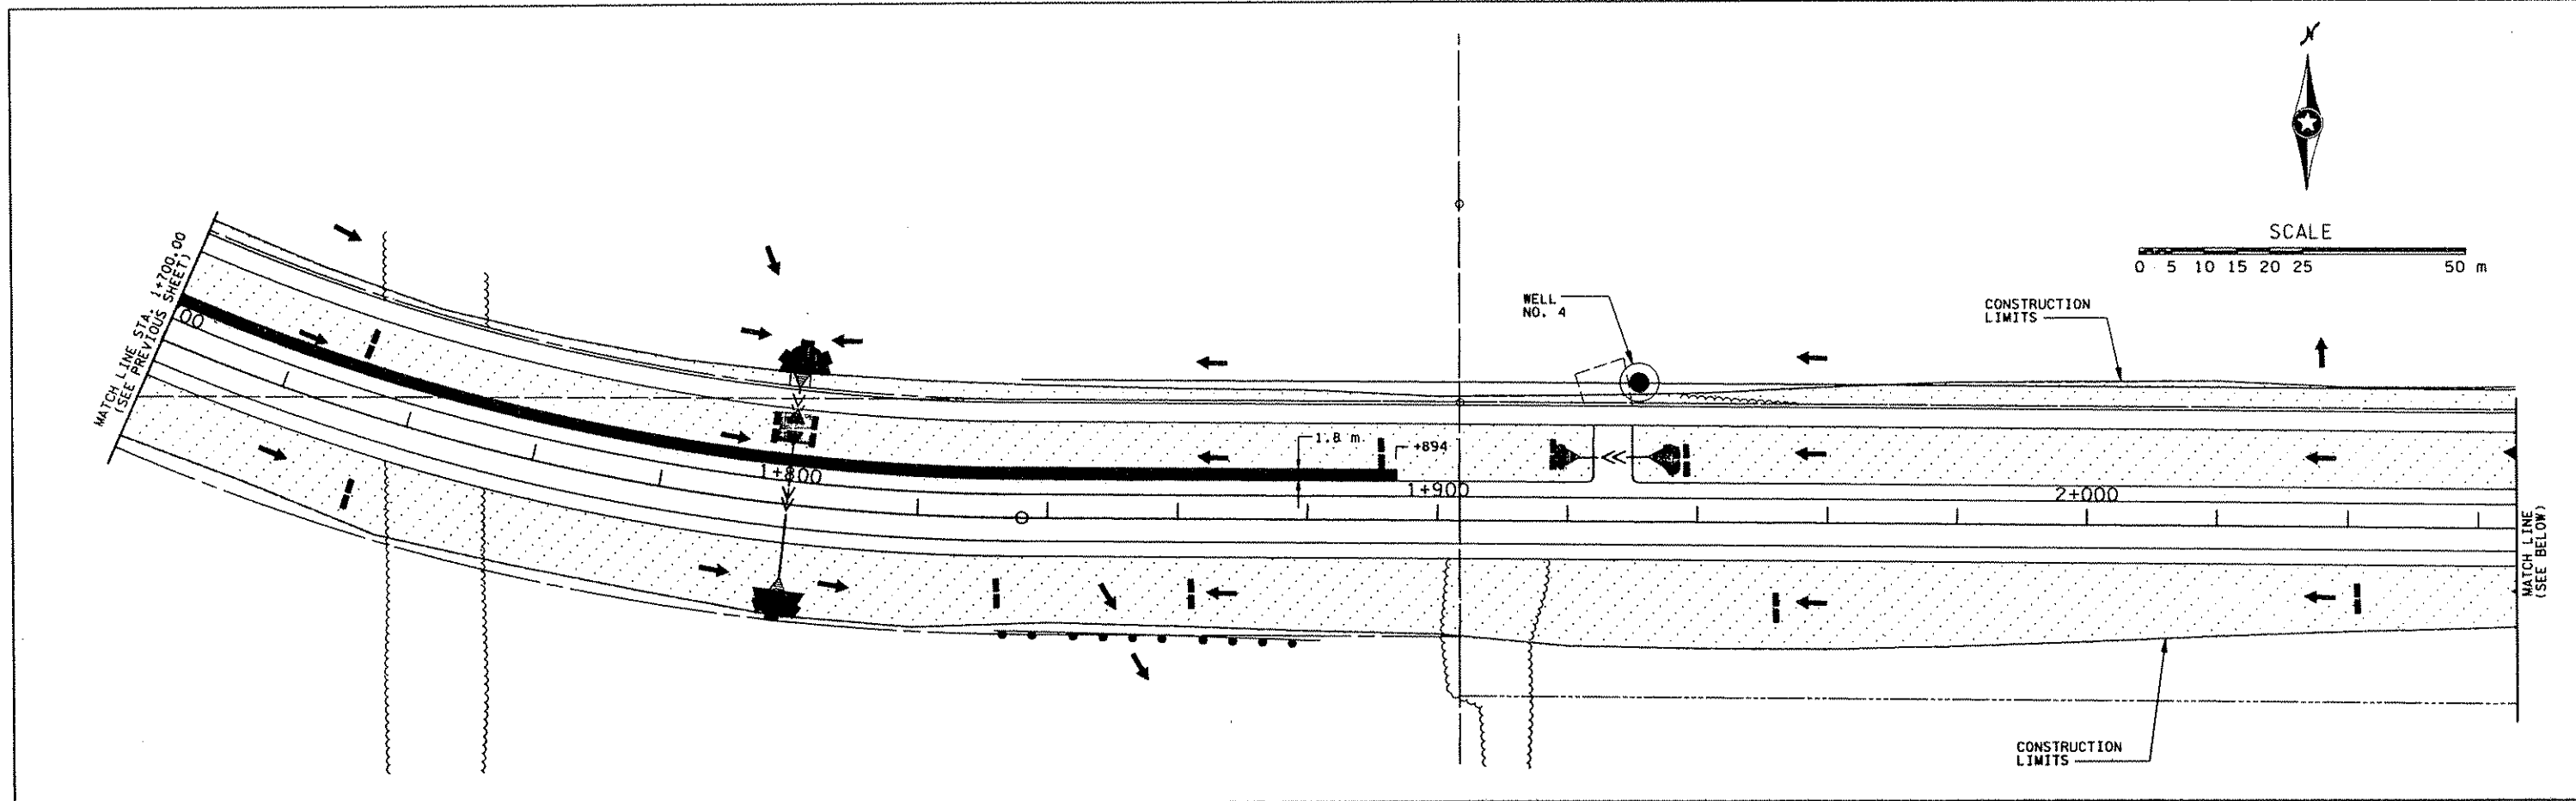 N
SCALE
0 5 10 15 20 25 50 m
WELL
NO. 4
CONSTRUCTION
LIMITS
MATCH LINE STA. 1+700.00
(SEE PREVIOUS SHEET)
00
1.8 m
+894
1+800
1+900
2+000
MATCH LINE
(SEE BELOW)
CONSTRUCTION
LIMITS